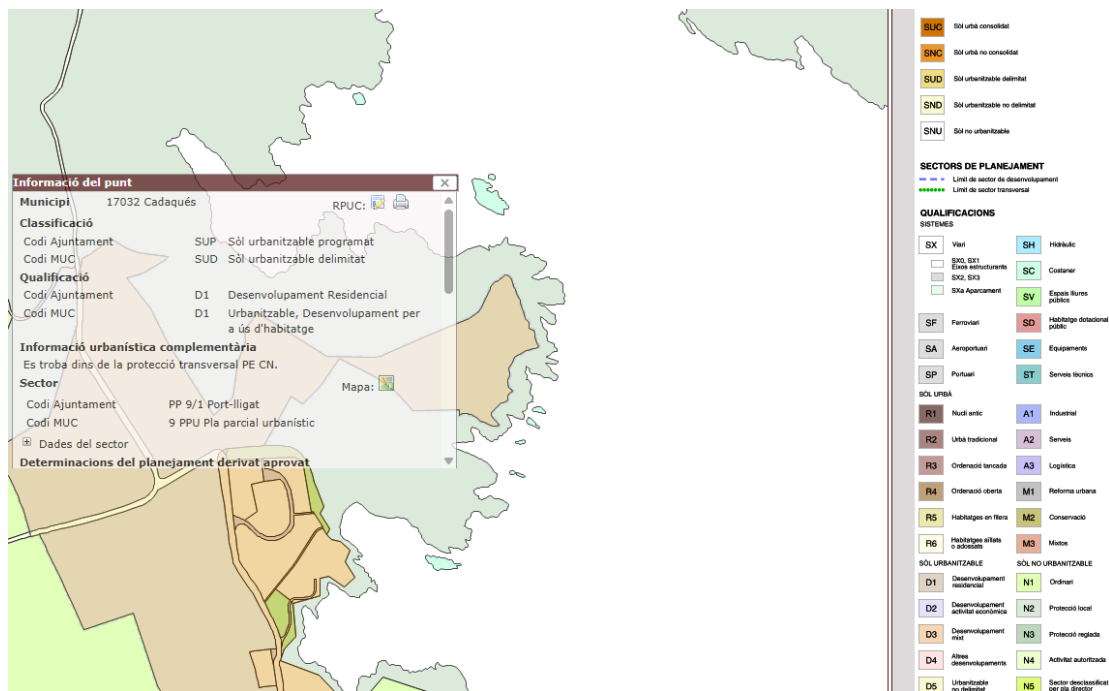 Informació del punt
Municipi 17032 Cadaqués RPUC:
Classificació
Codi Ajuntament SUP Sòl urbanitzable programat
Codi MUC SUD Sòl urbanitzable delimitat
Qualificació
Codi Ajuntament D1 Desenvolupament Residencial
Codi MUC D1 Urbanitzable, Desenvolupament per
a ús d'habitatge
Informació urbanística complementària
Es troba dins de la protecció transversal PE CN.
Sector Mapa:
Codi Ajuntament PP 9/1 Port-lligat
Codi MUC 9 PPU Pla parcial urbanístic
Dades del sector
Determinacions del planejament derivat aprovat
SUC Sòl urbà consolidat
SNC Sòl urbà no consolidat
SUD Sòl urbanitzable delimitat
SND Sòl urbanitzable no delimitat
SNU Sòl no urbanitzable
SECTORS DE PLANEJAMENT
Límit de sector de desenvolupament
Límit de sector transversal
QUALIFICACIONS
SISTEMES
SX Viari
SX0, SX1
Eixos estructurants
SX2, SX3
SXa Aparcament
SF Ferroviari
SA Aeroportuari
SP Portuari
SH Hidràulic
SC Costaner
SV Espais lliures
públics
SD Habitatge dotacional
públic
SE Equipaments
ST Serveis tècnics
SÒL URBÀ
R1 Nucli antic
R2 Urbà tradicional
R3 Ordenació tancada
R4 Ordenació oberta
R5 Habitatges en filera
R6 Habitatges aïllats
o adossats
A1 Industrial
A2 Serveis
A3 Logística
M1 Reforma urbana
M2 Conservació
M3 Mixtos
SÒL URBANITZABLE
D1 Desenvolupament
residencial
D2 Desenvolupament
activitat econòmica
D3 Desenvolupament
mixt
D4 Altres
desenvolupaments
D5 Urbanitzable
no delimitat
SÒL NO URBANITZABLE
N1 Ordinari
N2 Protecció local
N3 Protecció reglada
N4 Activitat autoritzada
N5 Sector desclassificat
per pla director